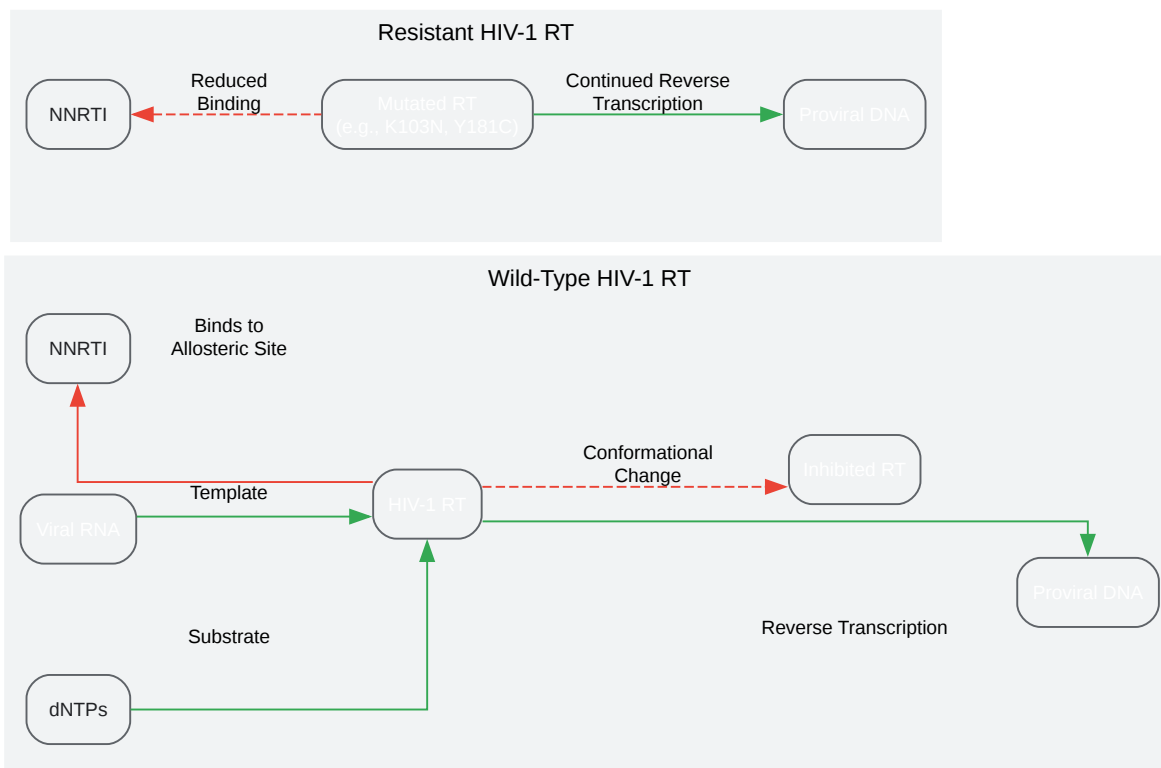 Resistant HIV-1 RT
Reduced
Binding
Continued Reverse
Transcription
NNRTI
Mutated RT
(e.g., K103N, Y181C)
Proviral DNA
Wild-Type HIV-1 RT
NNRTI
Binds to
Allosteric Site
Conformational
Change
Inhibited RT
Template
HIV-1 RT
Viral RNA
Proviral DNA
Substrate
Reverse Transcription
dNTPs